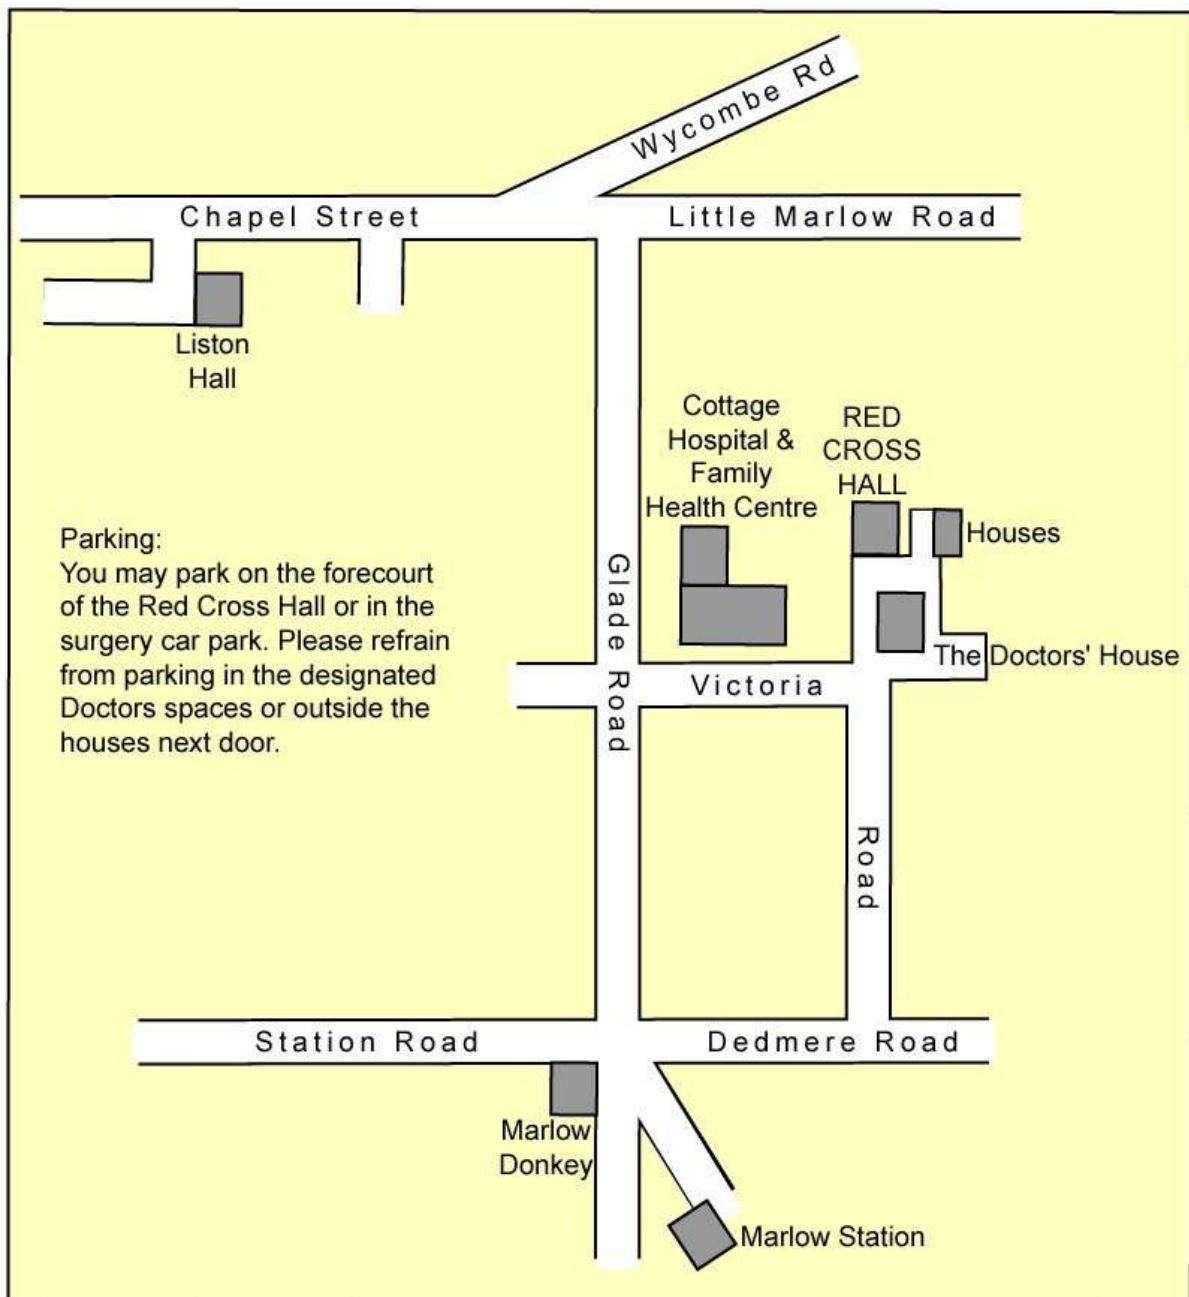 Wycombe Rd
Chapel Street
Little Marlow Road
Liston
Hall
Cottage
Hospital &
Family
Health Centre
RED
CROSS
HALL
Houses
Parking:
You may park on the forecourt
of the Red Cross Hall or in the
surgery car park. Please refrain
from parking in the designated
Doctors spaces or outside the
houses next door.
Glade Road
The Doctors' House
Victoria
Road
Station Road
Dedmere Road
Marlow
Donkey
Marlow Station